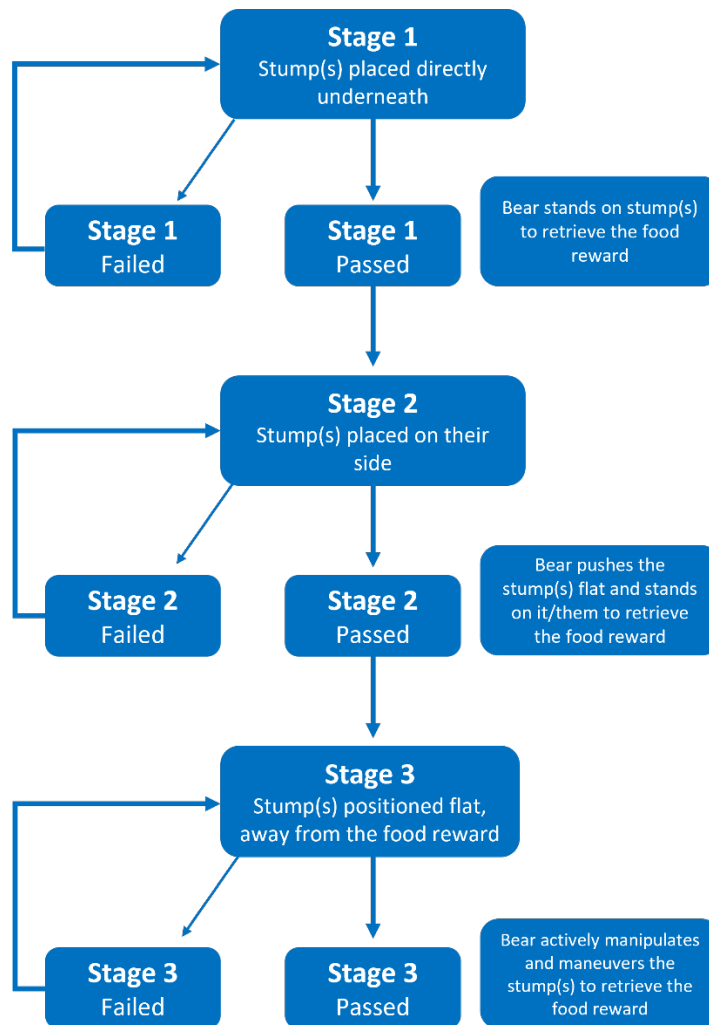 Stage 1
Stump(s) placed directly
underneath
Stage 1
Failed
Stage 1
Passed
Bear stands on stump(s)
to retrieve the food
reward
Stage 2
Stump(s) placed on their
side
Stage 2
Failed
Stage 2
Passed
Bear pushes the
stump(s) flat and stands
on it/them to retrieve
the food reward
Stage 3
Stump(s) positioned flat,
away from the food reward
Stage 3
Failed
Stage 3
Passed
Bear actively manipulates
and maneuvers the
stump(s) to retrieve the
food reward